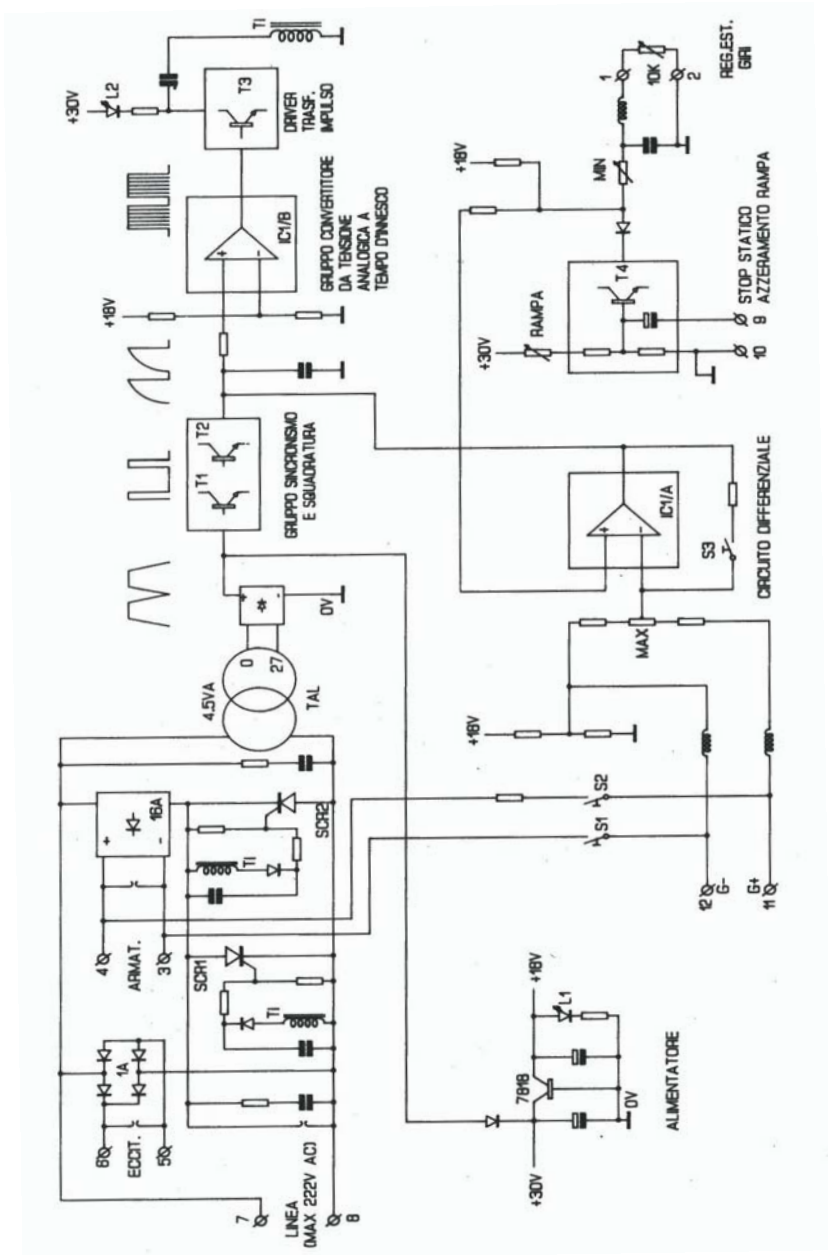 7
LINEA
(MAX 222V AC)
8
6
ECCIT.
5
1A
4
ARMAT.
3
+
-
16A
SCR1
TI
TI
SCR2
4.5VA
0
27
TAL
+
-
0V
T1
T2
GRUPPO SINCRONISMO
E SQUADRATURA
+18V
+
-
IC1/B
GRUPPO CONVERTITORE
DA TENSIONE
ANALOGICA A
TEMPO D'INNESCO
+30V
L2
T3
DRIVER
TRASF.
IMPULSO
TI
+30V
7818
+18V
L1
0V
ALIMENTATORE
12
G-
G+
11
S1
S2
+18V
MAX
+
-
IC1/A
S3
CIRCUITO DIFFERENZIALE
+30V
RAMPA
T4
10
9
STOP STATICO
AZZERAMENTO RAMPA
+18V
MIN
1
10K
2
REG.EST.
GIRI